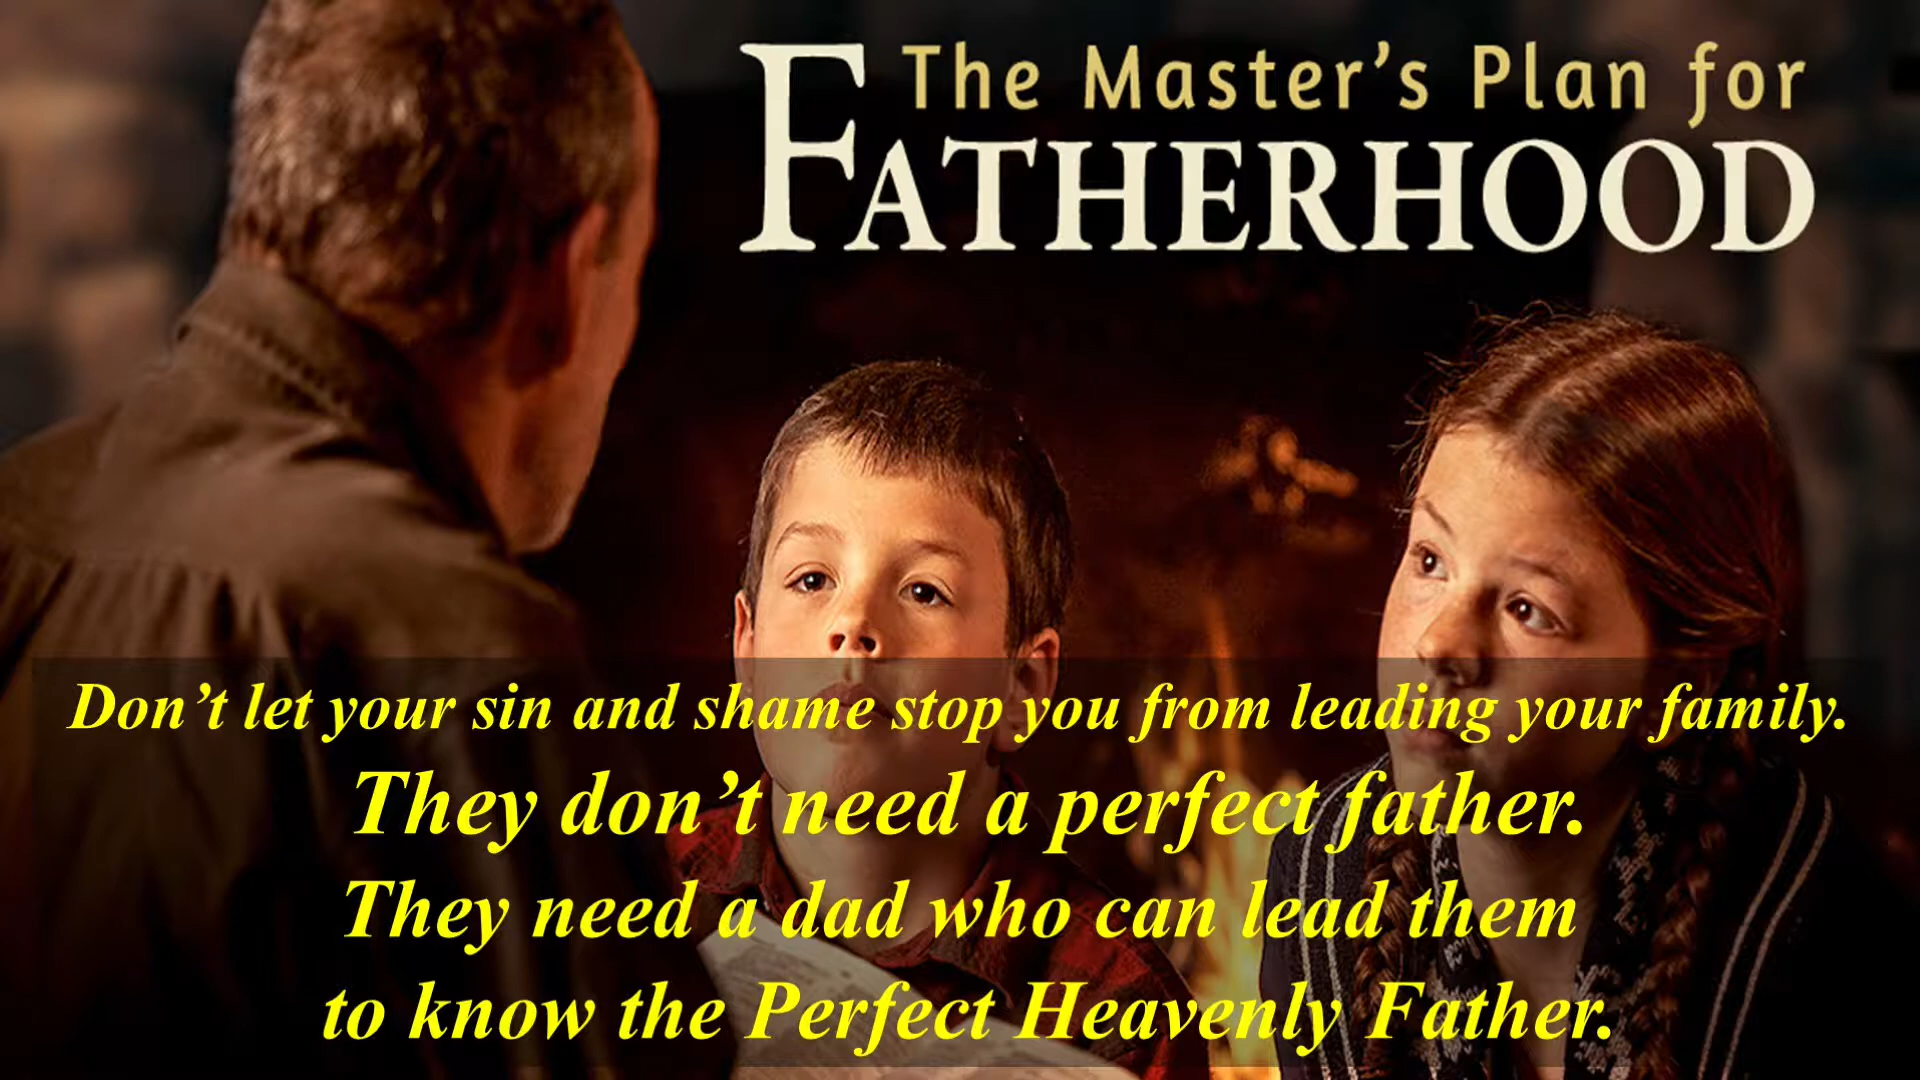 The Master’s Plan for
FATHERHOOD
Don’t let your sin and shame stop you from leading your family.
They don’t need a perfect father.
They need a dad who can lead them
to know the Perfect Heavenly Father.